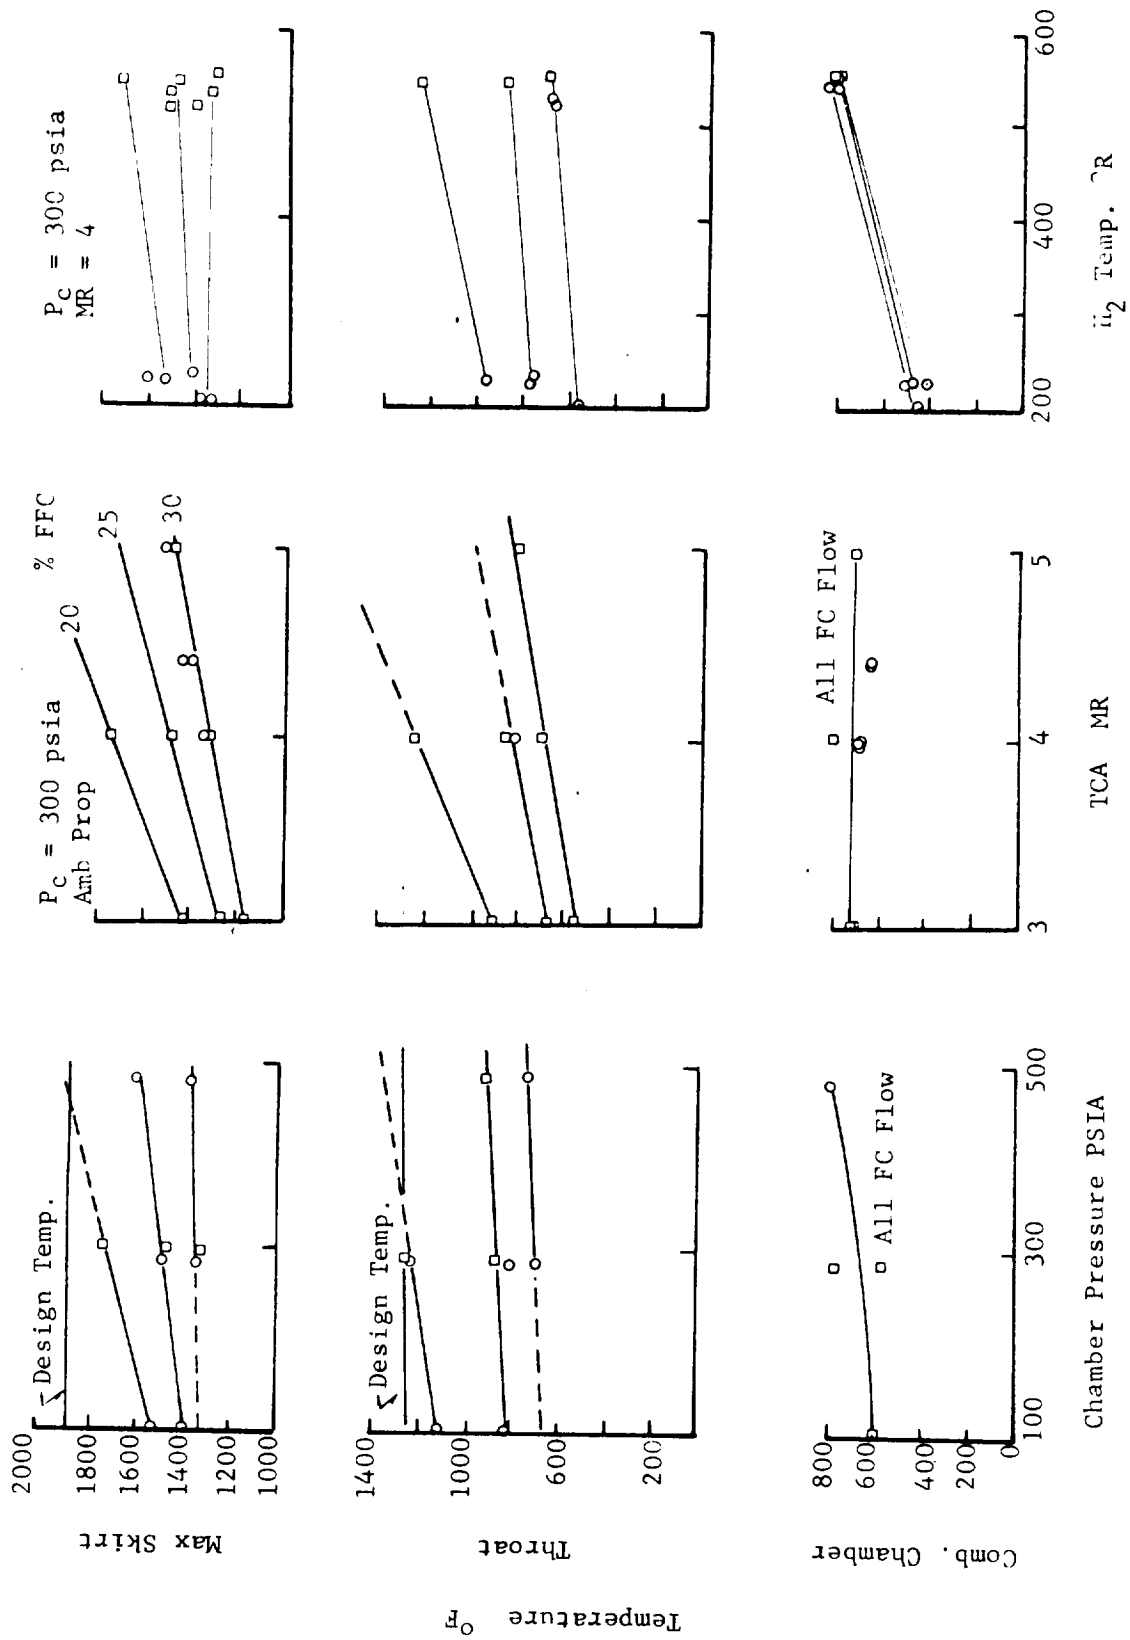 Temperature °F
Max Skirt
2000
1800
1600
1400
1200
1000
Design Temp.
Pc = 300 psia
Amb Prop
% FFC
20
25
30
Pc = 300 psia
MR = 4
Throat
1400
1000
600
200
Design Temp.
Comb. Chamber
800
600
400
200
0
All FC Flow
100
300
500
Chamber Pressure PSIA
All FC Flow
3
4
5
TCA MR
200
400
600
Temp.